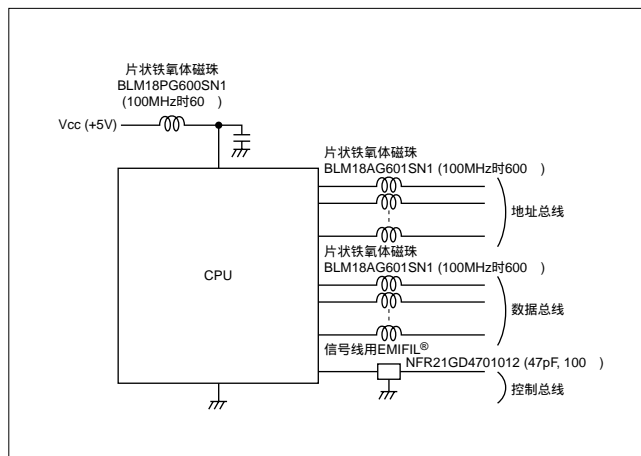 片状铁氧体磁珠
BLM18PG600SN1
(100MHz时60 )
Vcc (+5V)
片状铁氧体磁珠
BLM18AG601SN1 (100MHz时600 )
地址总线
片状铁氧体磁珠
BLM18AG601SN1 (100MHz时600 )
CPU
数据总线
信号线用EMIFIL®
NFR21GD4701012 (47pF, 100 )
控制总线